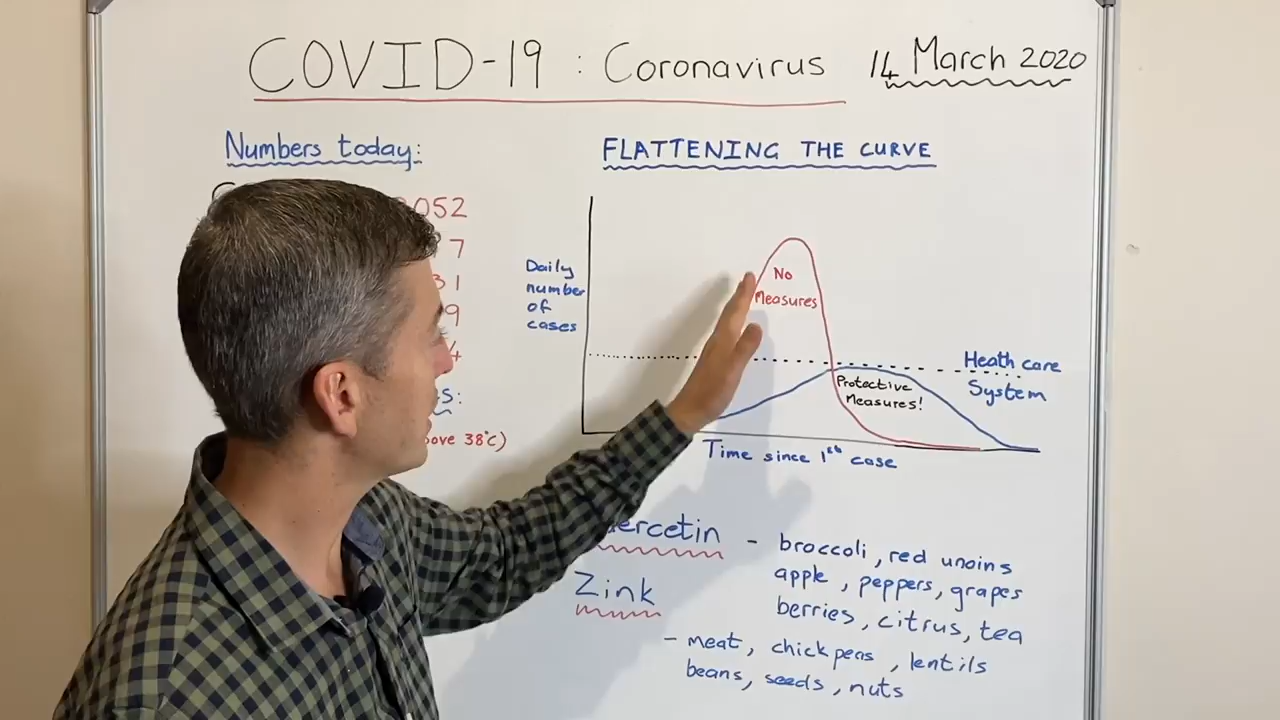 COVID-19 : Coronavirus 14 March 2020
Numbers today:
052
7
31
9
4
s:
ove 38°C)
FLATTENING THE CURVE
Daily
number
of
cases
No
Measures
Heath care
System
Protective
Measures!
Time since 1st case
ercetin - broccoli, red unoins
apple, peppers, grapes
berries, citrus, tea
Zink
- meat, chickpeas, lentils
beans, seeds, nuts